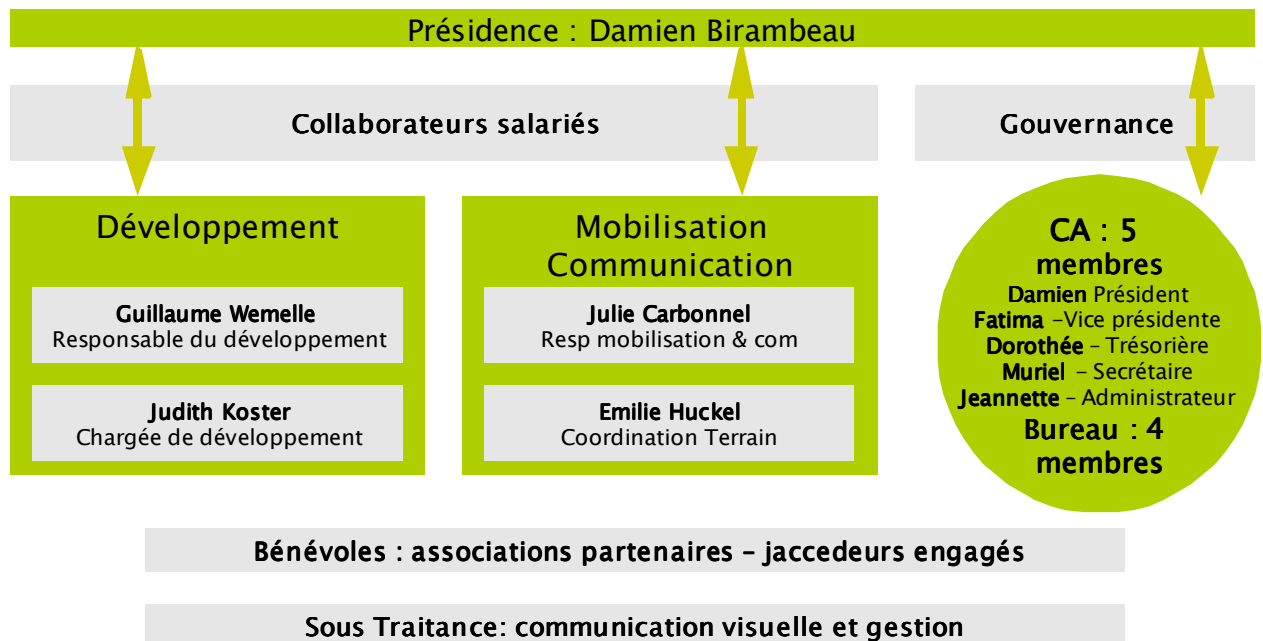 Présidence : Damien Birambeau
Collaborateurs salariés
Gouvernance
Développement
Guillaume Wemelle
Responsable du développement
Judith Koster
Chargée de développement
Mobilisation
Communication
Julie Carbonnel
Resp mobilisation & com
Emilie Huckel
Coordination Terrain
CA : 5
membres
Damien Président
Fatima –Vice présidente
Dorothée – Trésorière
Muriel – Secrétaire
Jeannette – Administrateur
Bureau : 4
membres
Bénévoles : associations partenaires – jaccedeurs engagés
Sous Traitance: communication visuelle et gestion